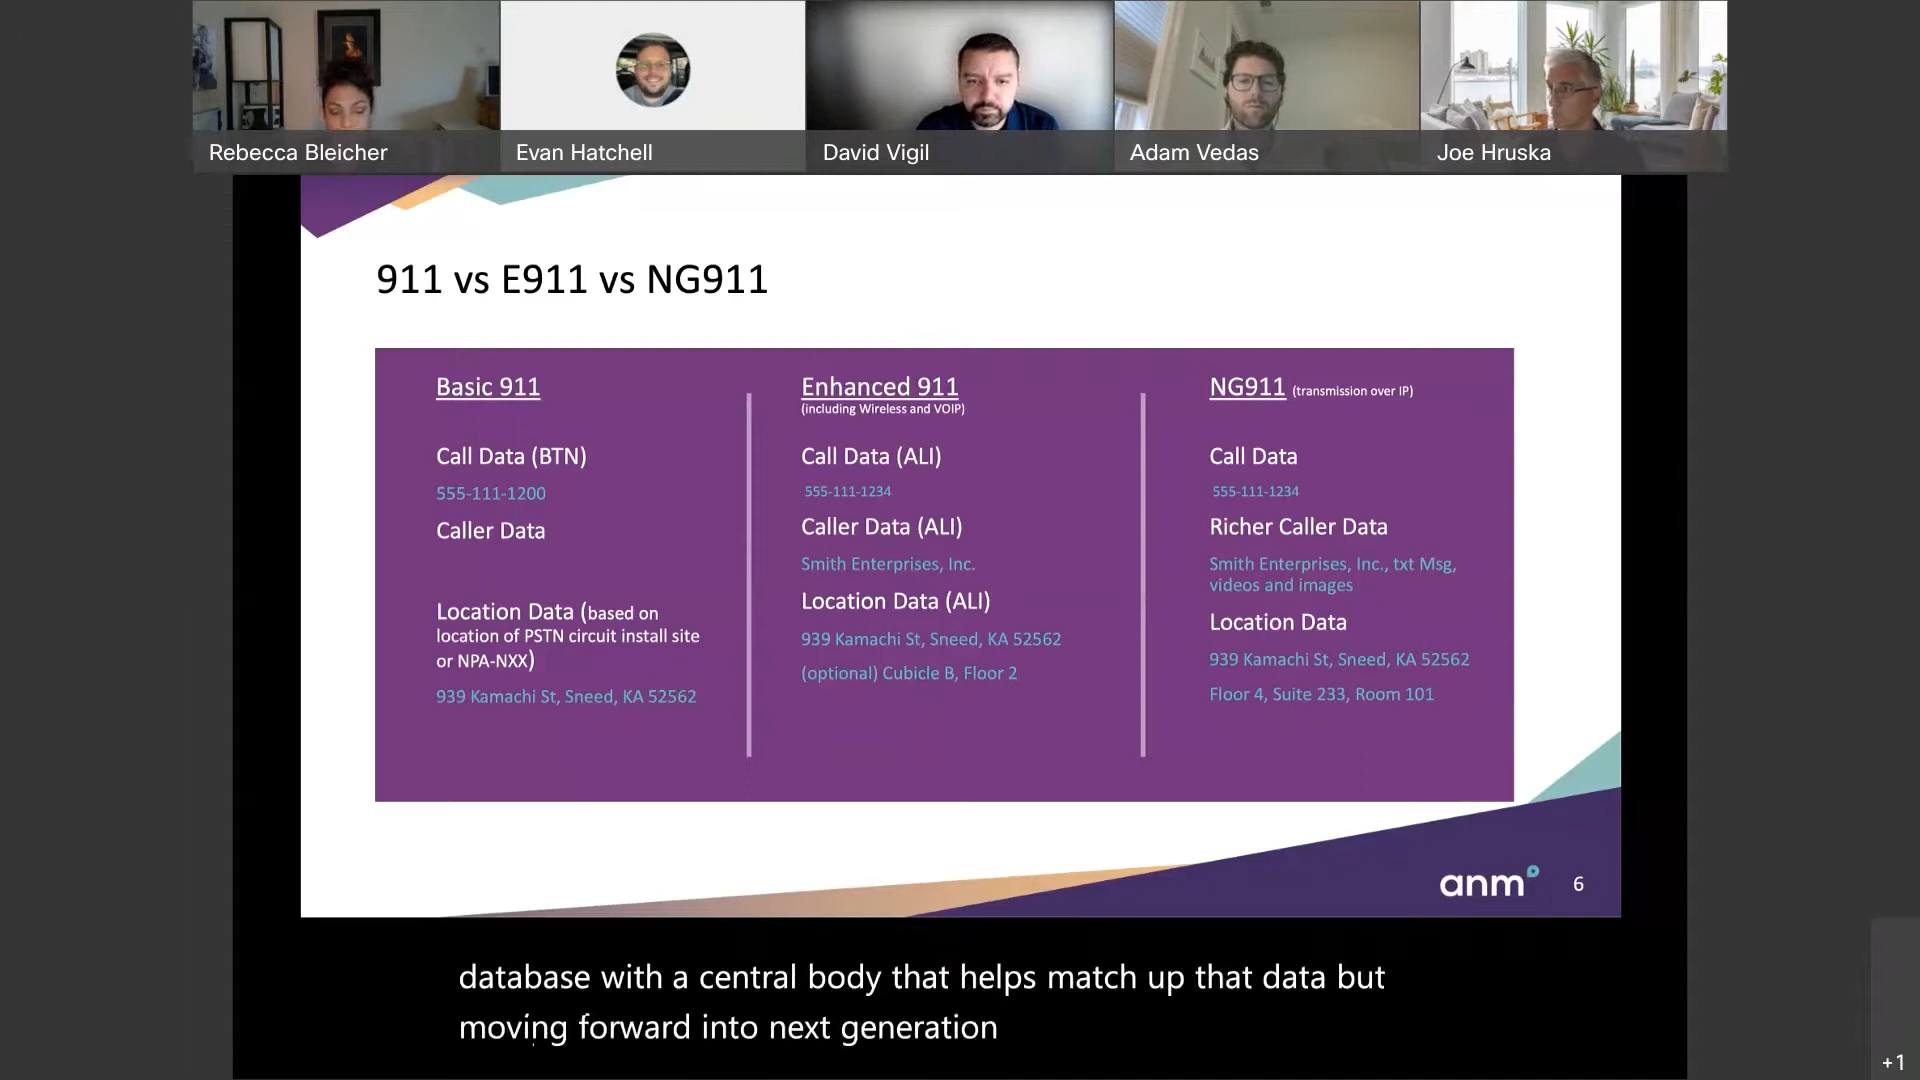 Rebecca Bleicher
Evan Hatchell
David Vigil
Adam Vedas
Joe Hruska
911 vs E911 vs NG911
Basic 911
Call Data (BTN)
555-111-1200
Caller Data
Location Data (based on
location of PSTN circuit install site
or NPA-NXX)
939 Kamachi St, Sneed, KA 52562
Enhanced 911
(including Wireless and VOIP)
Call Data (ALI)
555-111-1234
Caller Data (ALI)
Smith Enterprises, Inc.
Location Data (ALI)
939 Kamachi St, Sneed, KA 52562
(optional) Cubicle B, Floor 2
NG911 (transmission over IP)
Call Data
555-111-1234
Richer Caller Data
Smith Enterprises, Inc., txt Msg,
videos and images
Location Data
939 Kamachi St, Sneed, KA 52562
Floor 4, Suite 233, Room 101
anm
6
database with a central body that helps match up that data but
moving forward into next generation
+1